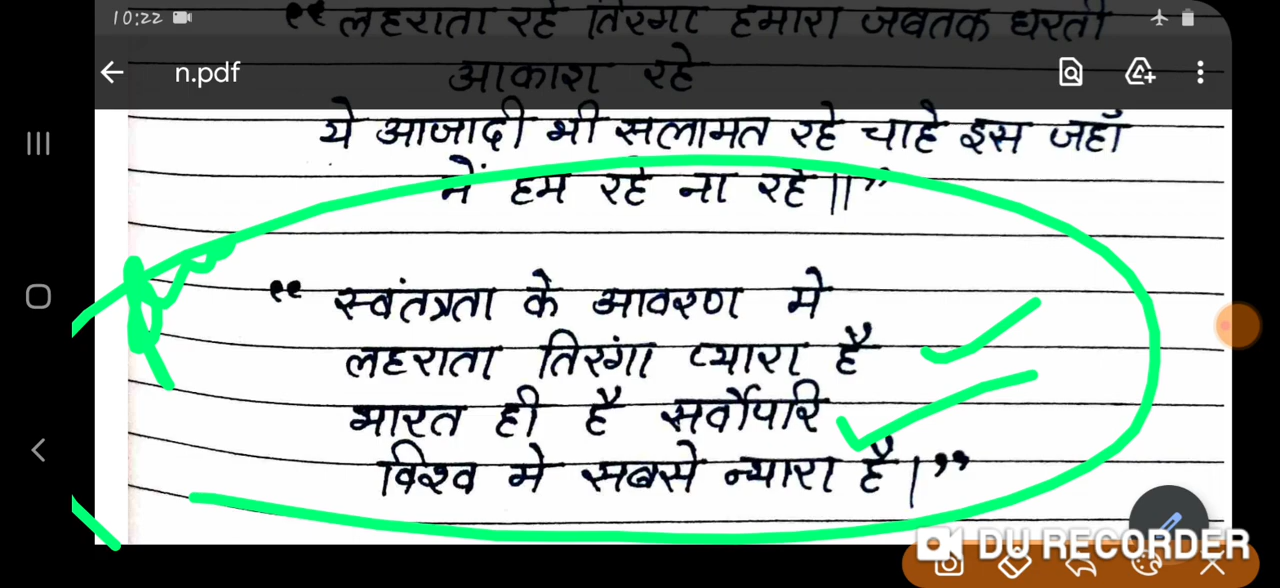 10:22
"लहराता रहे तिरंगा हमारा जबतक धरती
n.pdf
आकाश रहे
ये आजादी भी सलामत रहे चाहे इस जहाँ
में हम रहे ना रहे॥"
"स्वंतत्रता के आवरण मे
लहराता तिरंगा प्यारा है
भारत ही है सर्वोपरि
विश्व मे सबसे न्यारा है।"
DU RECORDER